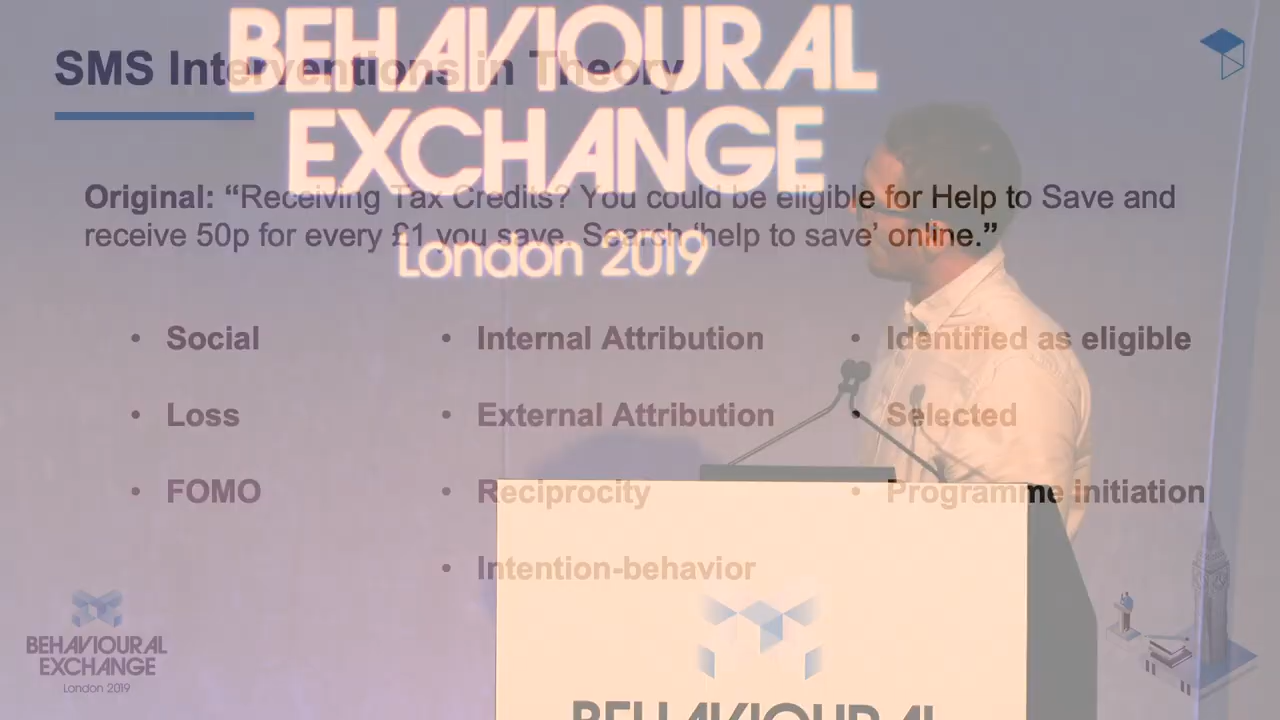 BEHAVIOURAL
EXCHANGE
London 2019
SMS Interventions in Theory
Original: “Receiving Tax Credits? You could be eligible for Help to Save and
receive 50p for every £1 you save. Search ‘help to save’ online.”
• Social
• Loss
• FOMO
• Internal Attribution
• External Attribution
• Reciprocity
• Intention-behavior
• Identified as eligible
• Selected
• Programme initiation
BEHAVIOURAL
EXCHANGE
London 2019
BEHAVIOURAL